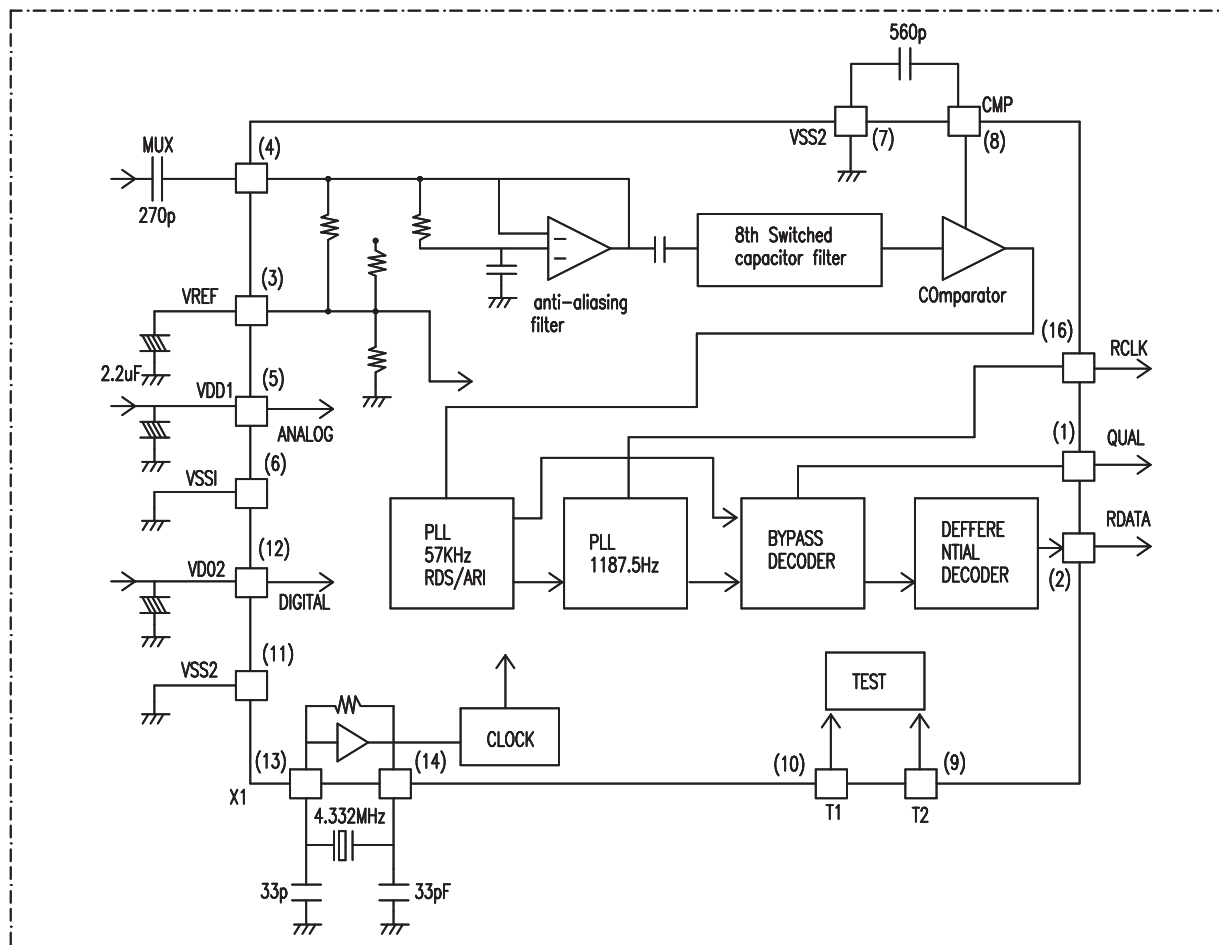 560p
CMP
VSS2
(7)
(8)
MUX
(4)
270p
8th Switched
capacitor filter
COmparator
anti-aliasing
filter
(3)
VREF
2.2uF
(16)
RCLK
VDD1
(5)
ANALOG
(1)
QUAL
(6)
VSS1
RDATA
(2)
PLL
57KHz
RDS/ARI
PLL
1187.5Hz
BYPASS
DECODER
DEFFERE
NTIAL
DECODER
(12)
VDO2
DIGITAL
(11)
VSS2
TEST
CLOCK
(13)
(14)
(10)
(9)
X1
4.332MHz
T1
T2
33p
33pF